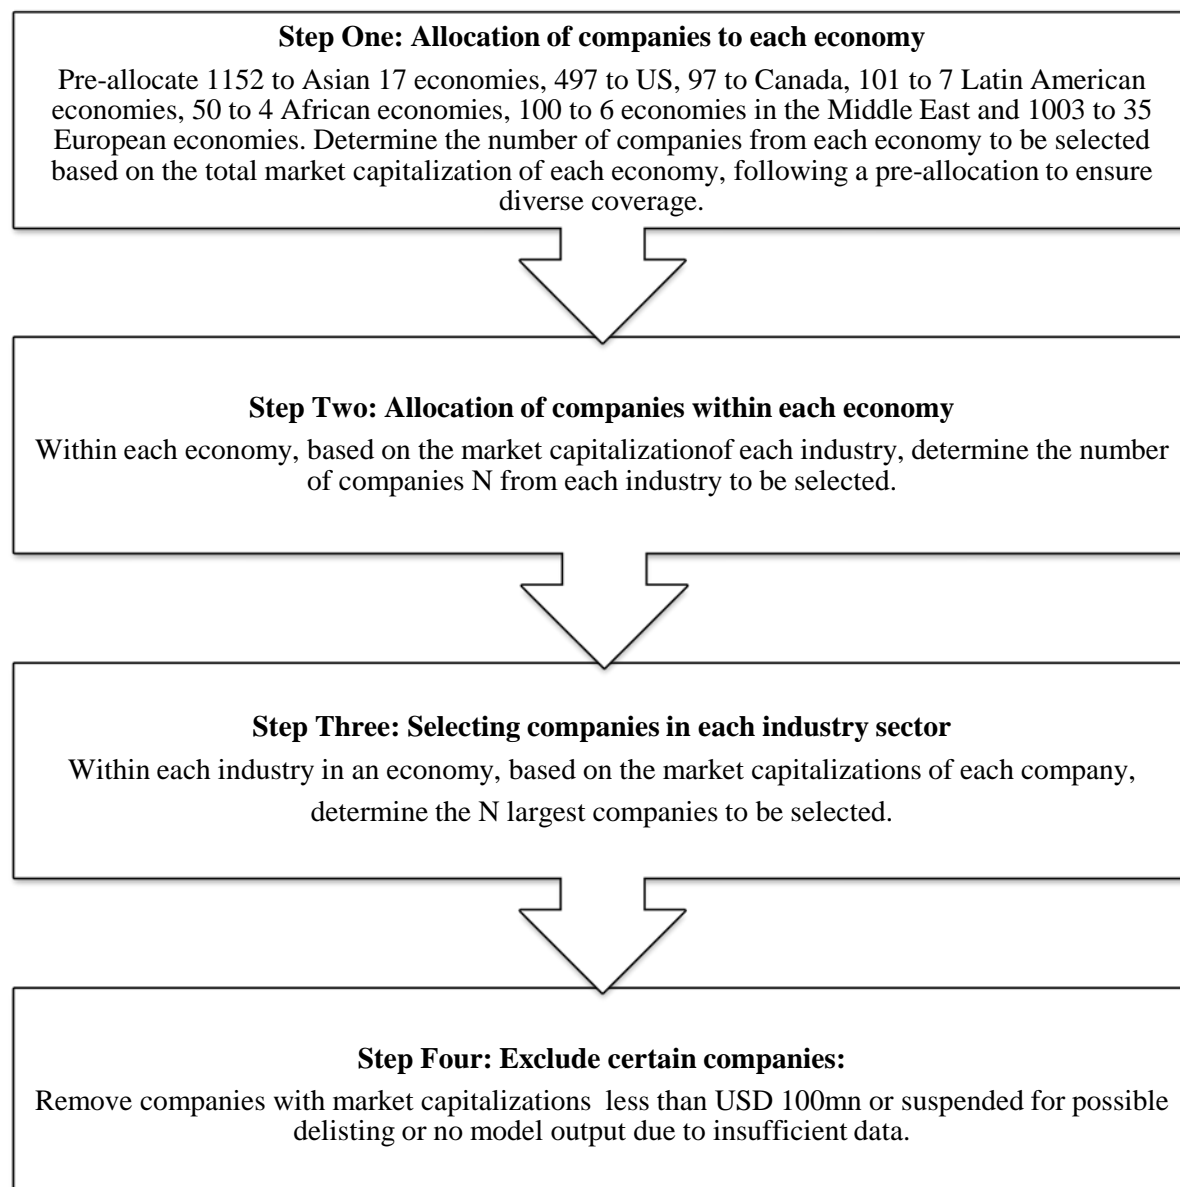 Step One: Allocation of companies to each economy
Pre-allocate 1152 to Asian 17 economies, 497 to US, 97 to Canada, 101 to 7 Latin American
economies, 50 to 4 African economies, 100 to 6 economies in the Middle East and 1003 to 35
European economies. Determine the number of companies from each economy to be selected
based on the total market capitalization of each economy, following a pre-allocation to ensure
diverse coverage.
Step Two: Allocation of companies within each economy
Within each economy, based on the market capitalizationof each industry, determine the number
of companies N from each industry to be selected.
Step Three: Selecting companies in each industry sector
Within each industry in an economy, based on the market capitalizations of each company,
determine the N largest companies to be selected.
Step Four: Exclude certain companies:
Remove companies with market capitalizations  less than USD 100mn or suspended for possible
delisting or no model output due to insufficient data.